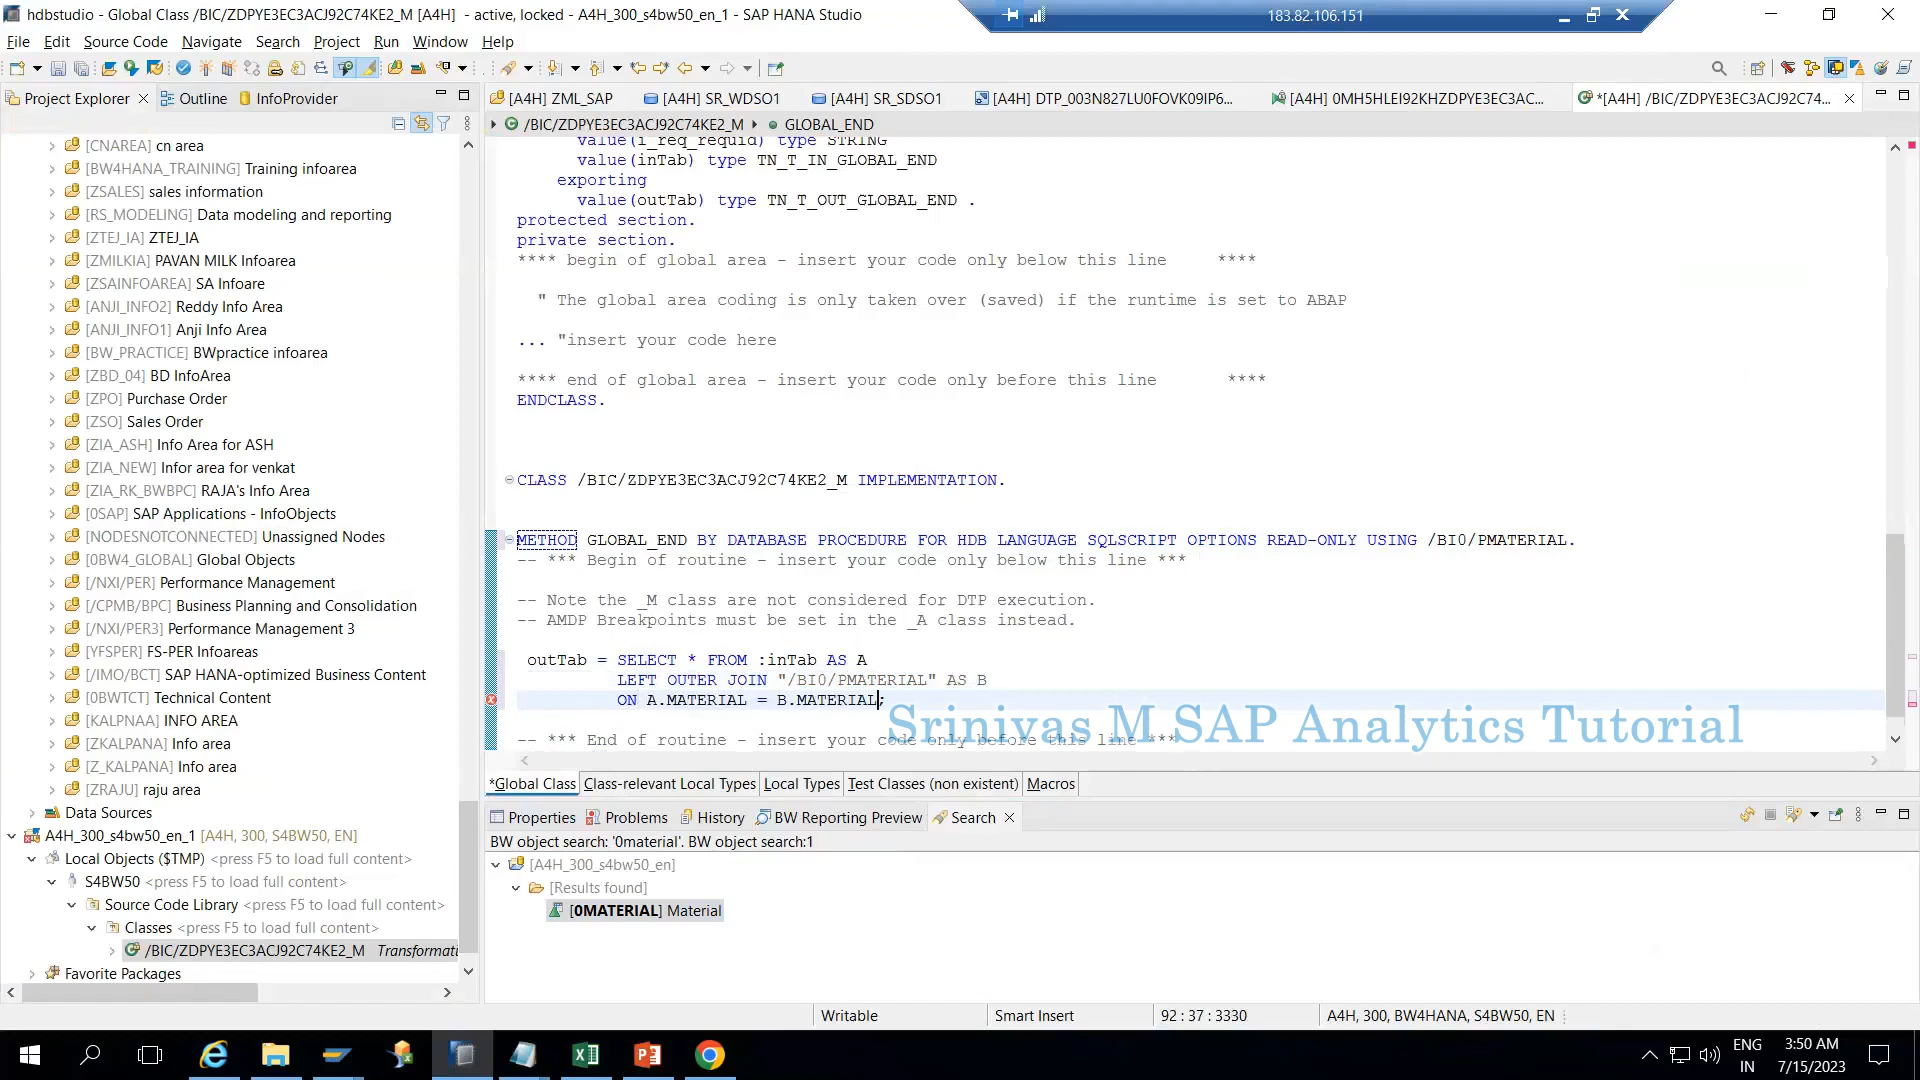 hdbstudio - Global Class /BIC/ZDPYE3EC3ACJ92C74KE2_M [A4H] - active, locked - A4H_300_s4bw50_en_1 - SAP HANA Studio
183.82.106.151
File Edit Source Code Navigate Search Project Run Window Help
Project Explorer Outline InfoProvider
[A4H] ZML_SAP [A4H] SR_WDSO1 [A4H] SR_SDSO1 [A4H] DTP_003N827LU0FOVK09IP6... [A4H] 0MH5HLEI92KHZDPYE3EC3AC... *[A4H] /BIC/ZDPYE3EC3ACJ92C74...
/BIC/ZDPYE3EC3ACJ92C74KE2_M GLOBAL_END
[CNAREA] cn area
[BW4HANA_TRAINING] Training infoarea
[ZSALES] sales information
[RS_MODELING] Data modeling and reporting
[ZTEJ_IA] ZTEJ_IA
[ZMILKIA] PAVAN MILK Infoarea
[ZSAINFOAREA] SA Infoare
[ANJI_INFO2] Reddy Info Area
[ANJI_INFO1] Anji Info Area
[BW_PRACTICE] BWpractice infoarea
[ZBD_04] BD InfoArea
[ZPO] Purchase Order
[ZSO] Sales Order
[ZIA_ASH] Info Area for ASH
[ZIA_NEW] Infor area for venkat
[ZIA_RK_BWBPC] RAJA's Info Area
[0SAP] SAP Applications - InfoObjects
[NODESNOTCONNECTED] Unassigned Nodes
[0BW4_GLOBAL] Global Objects
[/NXI/PER] Performance Management
[/CPMB/BPC] Business Planning and Consolidation
[/NXI/PER3] Performance Management 3
[YFSPER] FS-PER Infoareas
[/IMO/BCT] SAP HANA-optimized Business Content
[0BWTCT] Technical Content
[KALPNAA] INFO AREA
[ZKALPANA] Info area
[Z_KALPANA] Info area
[ZRAJU] raju area
Data Sources
A4H_300_s4bw50_en_1 [A4H, 300, S4BW50, EN]
Local Objects ($TMP) <press F5 to load full content>
S4BW50 <press F5 to load full content>
Source Code Library <press F5 to load full content>
Classes <press F5 to load full content>
/BIC/ZDPYE3EC3ACJ92C74KE2_M Transformati
Favorite Packages
value(i_req_requid) type STRING
value(inTab) type TN_T_IN_GLOBAL_END
exporting
value(outTab) type TN_T_OUT_GLOBAL_END .
protected section.
private section.
**** begin of global area - insert your code only below this line ****
" The global area coding is only taken over (saved) if the runtime is set to ABAP
... "insert your code here
**** end of global area - insert your code only before this line ****
ENDCLASS.
CLASS /BIC/ZDPYE3EC3ACJ92C74KE2_M IMPLEMENTATION.
METHOD GLOBAL_END BY DATABASE PROCEDURE FOR HDB LANGUAGE SQLSCRIPT OPTIONS READ-ONLY USING /BI0/PMATERIAL.
-- *** Begin of routine - insert your code only below this line ***
-- Note the _M class are not considered for DTP execution.
-- AMDP Breakpoints must be set in the _A class instead.
outTab = SELECT * FROM :inTab AS A
LEFT OUTER JOIN "/BI0/PMATERIAL" AS B
ON A.MATERIAL = B.MATERIAL;
Srinivas M SAP Analytics Tutorial
-- *** End of routine - insert your code only before this line ***
*Global Class Class-relevant Local Types Local Types Test Classes (non existent) Macros
Properties Problems History BW Reporting Preview Search
BW object search: '0material'. BW object search:1
[A4H_300_s4bw50_en]
[Results found]
[0MATERIAL] Material
Writable Smart Insert 92 : 37 : 3330 A4H, 300, BW4HANA, S4BW50, EN
ENG
IN
3:50 AM
7/15/2023